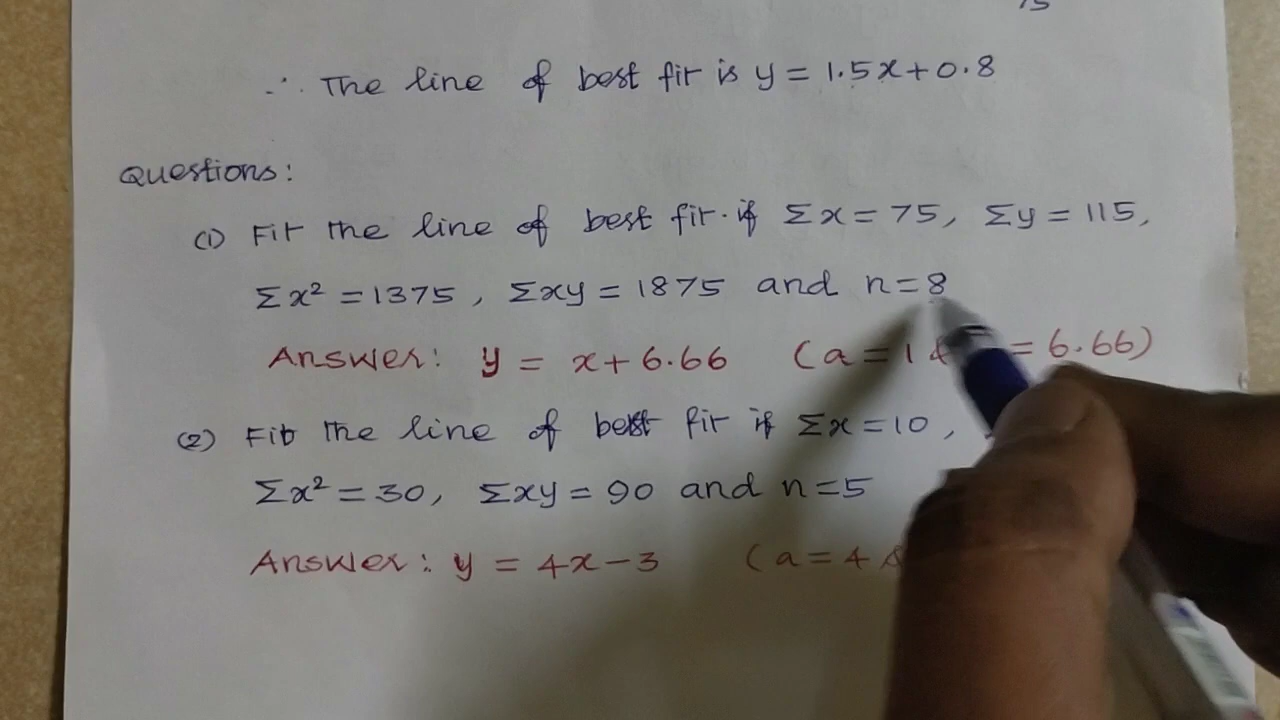 ∴ The line of best fit is y = 1.5x+0.8
Questions:
(1) Fit the line of best fit. if Σx = 75, Σy = 115,
Σx² = 1375, Σxy = 1875 and n=8
Answer: y = x+6.66 (a=1 & = 6.66)
(2) Fit the line of best fit if Σx = 10,
Σx² = 30, Σxy = 90 and n=5
Answer: y = 4x-3 (a=4 &